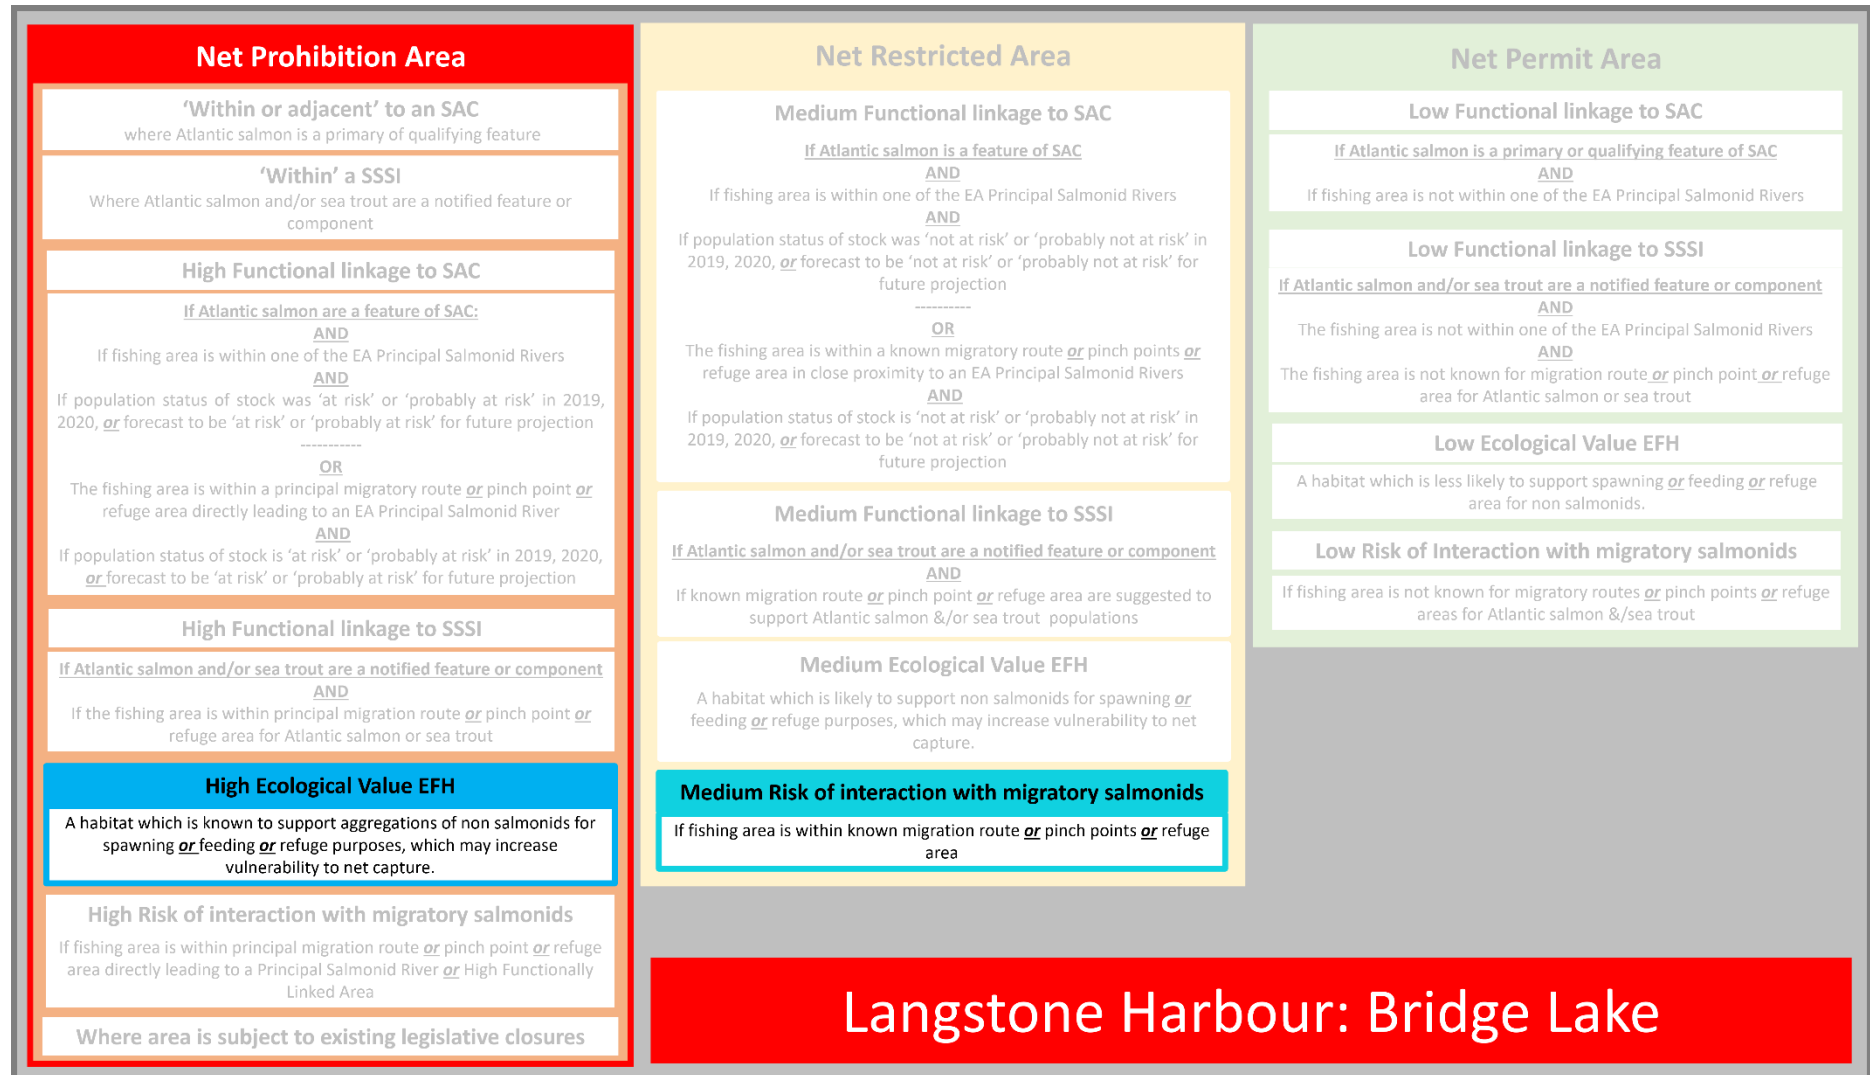 Net Prohibition Area
'Within or adjacent' to an SAC
where Atlantic salmon is a primary of qualifying feature
'Within' a SSSI
Where Atlantic salmon and/or sea trout are a notified feature or
component
High Functional linkage to SAC
If Atlantic salmon are a feature of SAC:
AND
If fishing area is within one of the EA Principal Salmonid Rivers
AND
If population status of stock was 'at risk' or 'probably at risk' in 2019,
2020, or forecast to be 'at risk' or 'probably at risk' for future projection
-----------
OR
The fishing area is within a principal migratory route or pinch point or
refuge area directly leading to an EA Principal Salmonid River
AND
If population status of stock is 'at risk' or 'probably at risk' in 2019, 2020,
or forecast to be 'at risk' or 'probably at risk' for future projection
High Functional linkage to SSSI
If Atlantic salmon and/or sea trout are a notified feature or component
AND
If the fishing area is within principal migration route or pinch point or
refuge area for Atlantic salmon or sea trout
High Ecological Value EFH
A habitat which is known to support aggregations of non salmonids for
spawning or feeding or refuge purposes, which may increase
vulnerability to net capture.
High Risk of interaction with migratory salmonids
If fishing area is within principal migration route or pinch point or refuge
area directly leading to a Principal Salmonid River or High Functionally
Linked Area
Where area is subject to existing legislative closures
Net Restricted Area
Medium Functional linkage to SAC
If Atlantic salmon is a feature of SAC
AND
If fishing area is within one of the EA Principal Salmonid Rivers
AND
If population status of stock was 'not at risk' or 'probably not at risk' in
2019, 2020, or forecast to be 'not at risk' or 'probably not at risk' for
future projection
----------
OR
The fishing area is within a known migratory route or pinch points or
refuge area in close proximity to an EA Principal Salmonid Rivers
AND
If population status of stock is 'not at risk' or 'probably not at risk' in
2019, 2020, or forecast to be 'not at risk' or 'probably not at risk' for
future projection
Medium Functional linkage to SSSI
If Atlantic salmon and/or sea trout are a notified feature or component
AND
If known migration route or pinch point or refuge area are suggested to
support Atlantic salmon &/or sea trout populations
Medium Ecological Value EFH
A habitat which is likely to support non salmonids for spawning or
feeding or refuge purposes, which may increase vulnerability to net
capture.
Medium Risk of interaction with migratory salmonids
If fishing area is within known migration route or pinch points or refuge
area
Net Permit Area
Low Functional linkage to SAC
If Atlantic salmon is a primary or qualifying feature of SAC
AND
If fishing area is not within one of the EA Principal Salmonid Rivers
Low Functional linkage to SSSI
If Atlantic salmon and/or sea trout are a notified feature or component
AND
The fishing area is not within one of the EA Principal Salmonid Rivers
AND
The fishing area is not known for migration route or pinch point or refuge
area for Atlantic salmon or sea trout
Low Ecological Value EFH
A habitat which is less likely to support spawning or feeding or refuge
area for non salmonids.
Low Risk of Interaction with migratory salmonids
If fishing area is not known for migratory routes or pinch points or refuge
areas for Atlantic salmon &/sea trout
Langstone Harbour: Bridge Lake